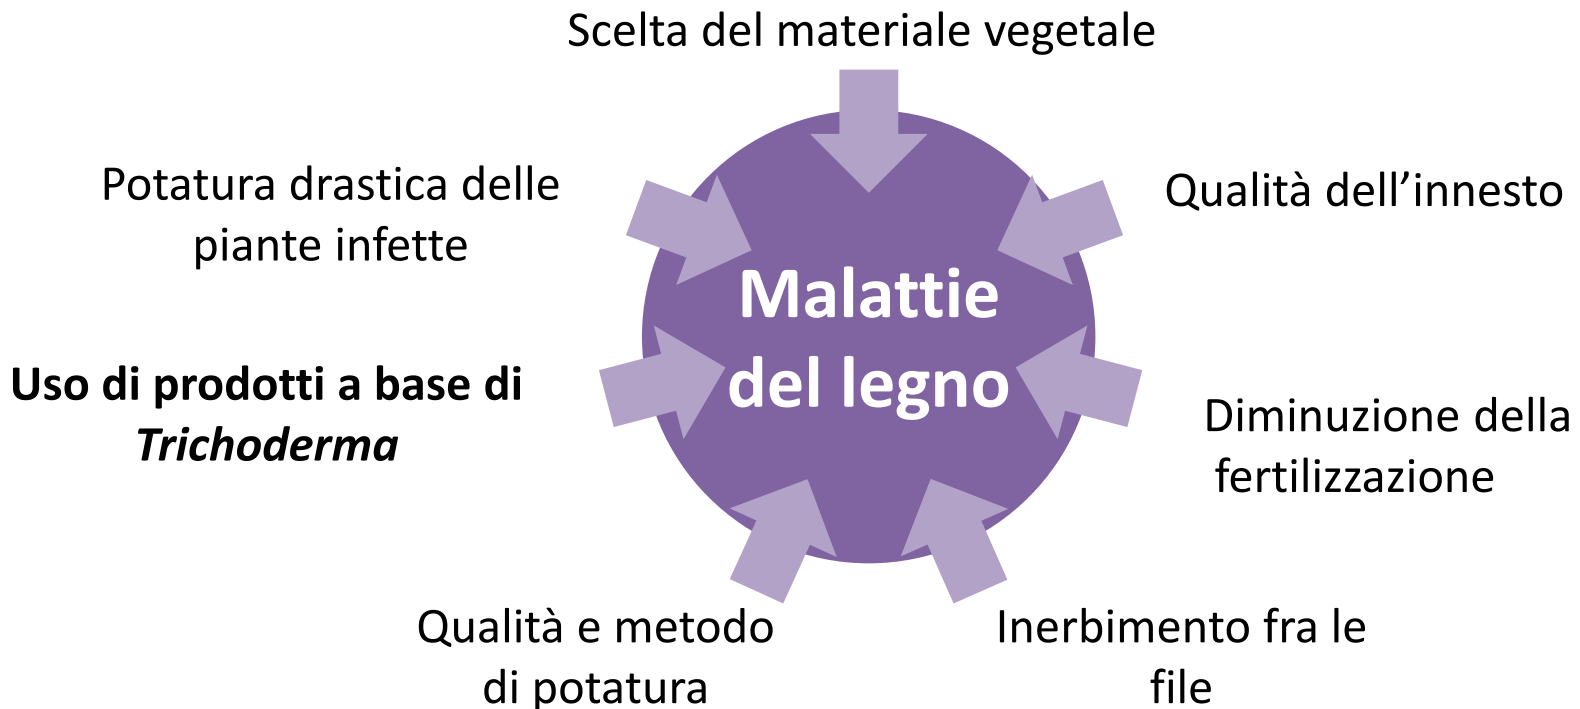 Scelta del materiale vegetale
Potatura drastica delle
piante infette
Qualità dell’innesto
Malattie
del legno
Uso di prodotti a base di
Trichoderma
Diminuzione della
fertilizzazione
Qualità e metodo
di potatura
Inerbimento fra le
file